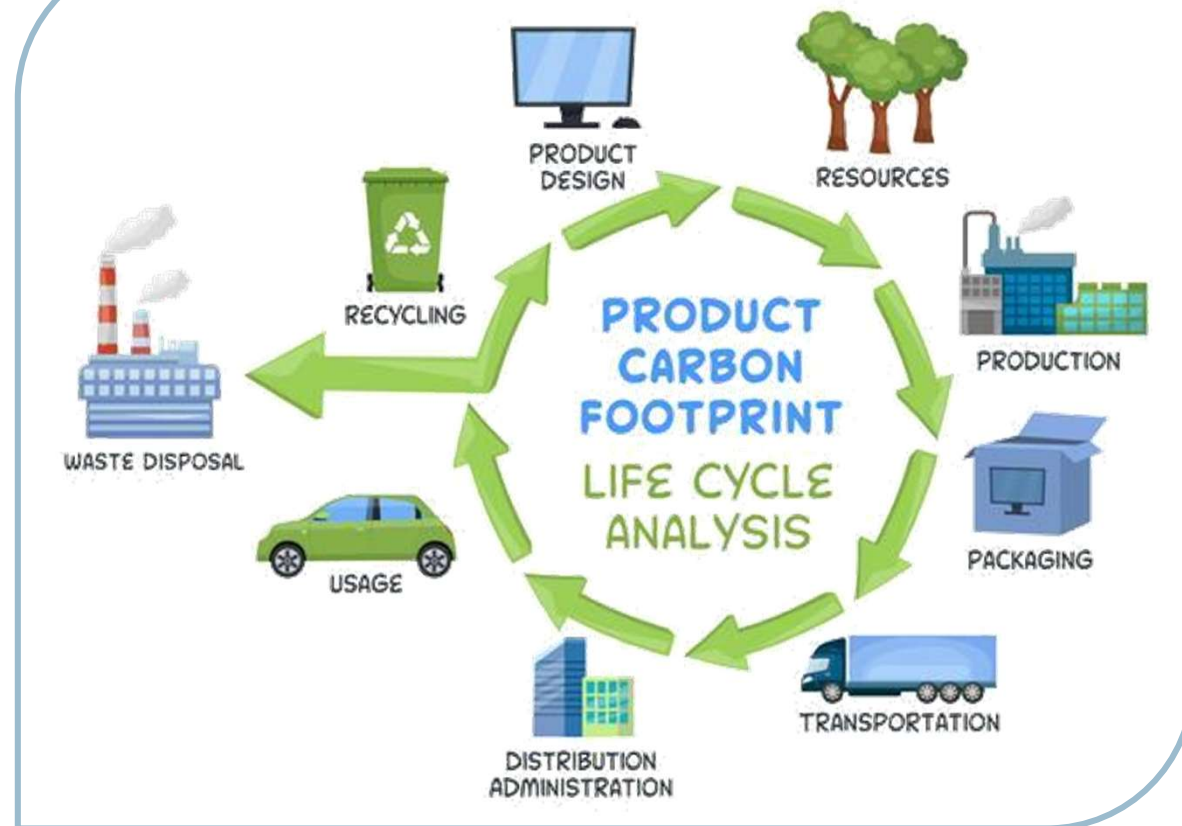 PRODUCT
DESIGN
RESOURCES
RECYCLING
PRODUCTION
PRODUCT
CARBON
FOOTPRINT
LIFE CYCLE
ANALYSIS
WASTE DISPOSAL
PACKAGING
USAGE
TRANSPORTATION
DISTRIBUTION
ADMINISTRATION